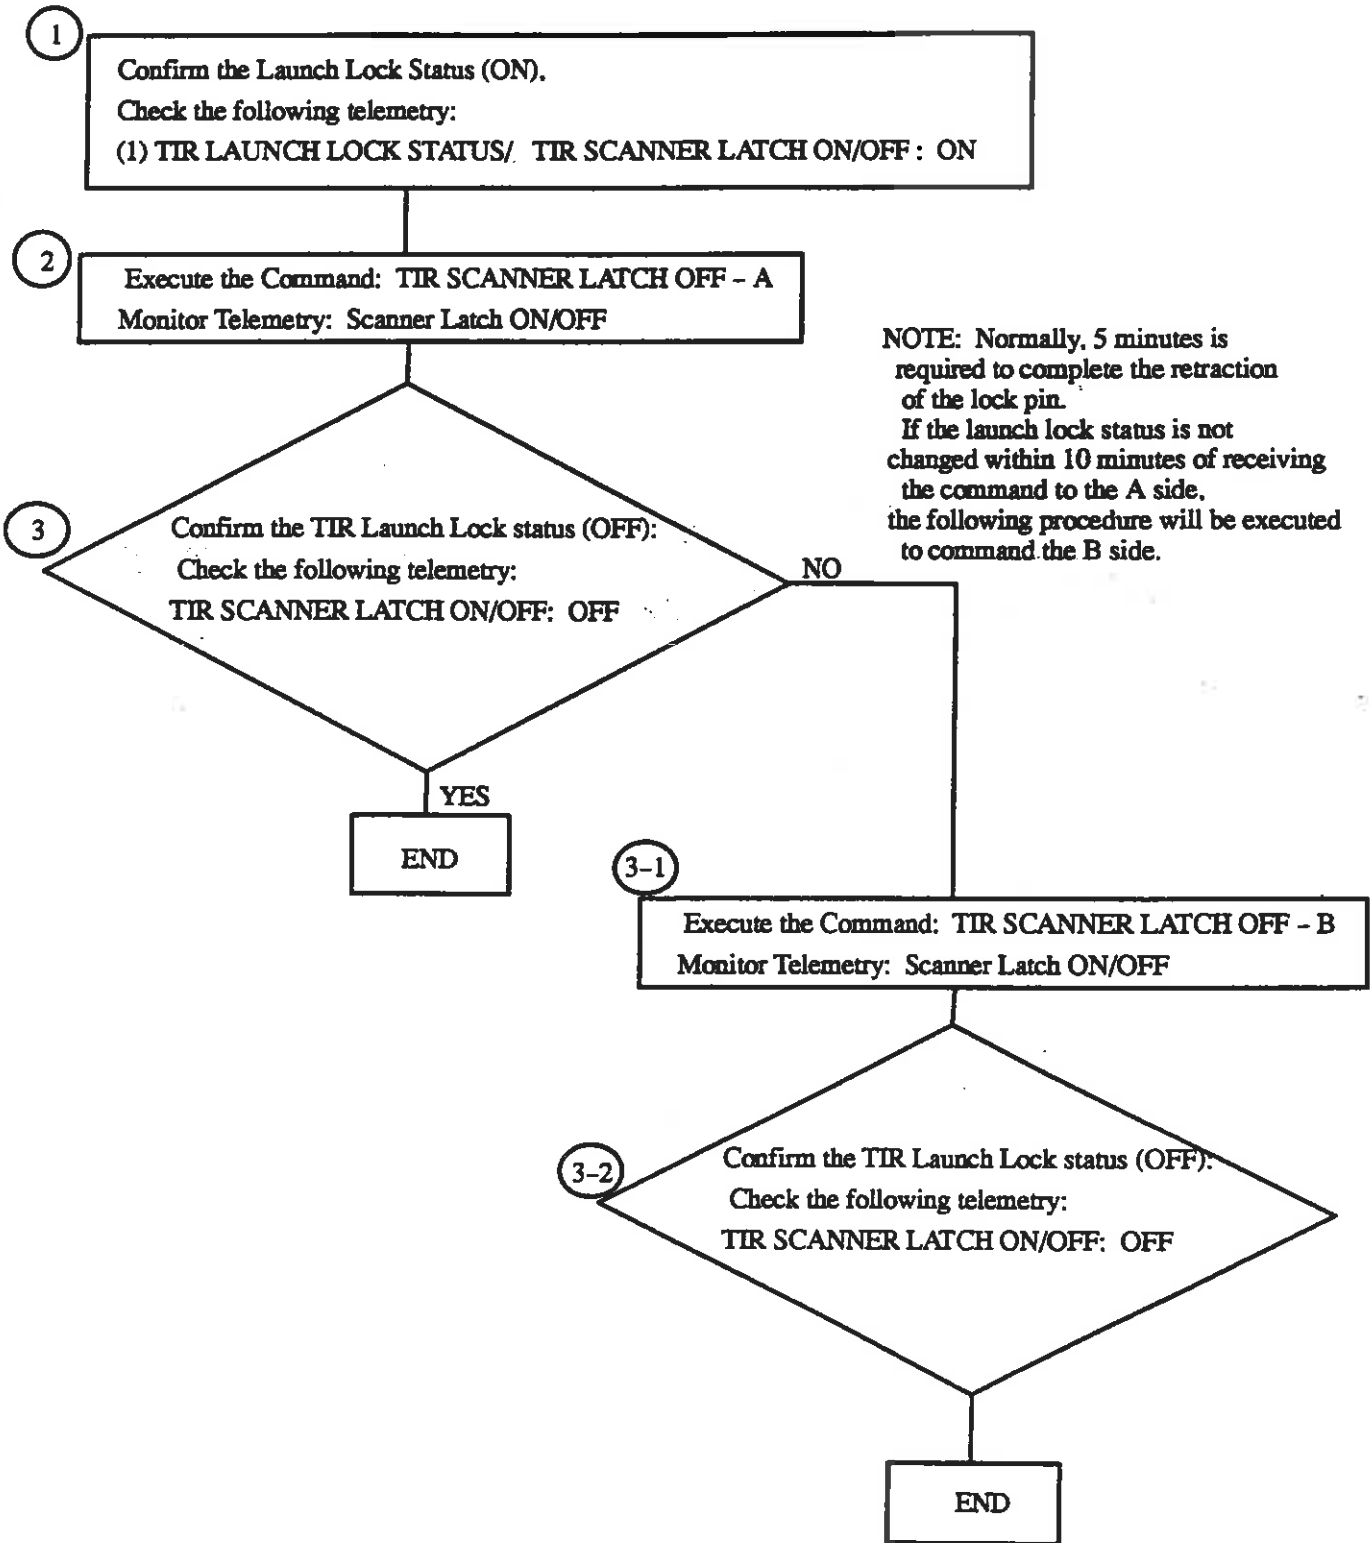 1
Confirm the Launch Lock Status (ON).
Check the following telemetry:
(1) TIR LAUNCH LOCK STATUS/ TIR SCANNER LATCH ON/OFF : ON
2
Execute the Command: TIR SCANNER LATCH OFF – A
Monitor Telemetry: Scanner Latch ON/OFF
NOTE: Normally, 5 minutes is
required to complete the retraction
of the lock pin.
If the launch lock status is not
changed within 10 minutes of receiving
the command to the A side,
the following procedure will be executed
to command the B side.
3
Confirm the TIR Launch Lock status (OFF):
Check the following telemetry:
TIR SCANNER LATCH ON/OFF: OFF
NO
YES
END
3-1
Execute the Command: TIR SCANNER LATCH OFF – B
Monitor Telemetry: Scanner Latch ON/OFF
3-2
Confirm the TIR Launch Lock status (OFF):
Check the following telemetry:
TIR SCANNER LATCH ON/OFF: OFF
END